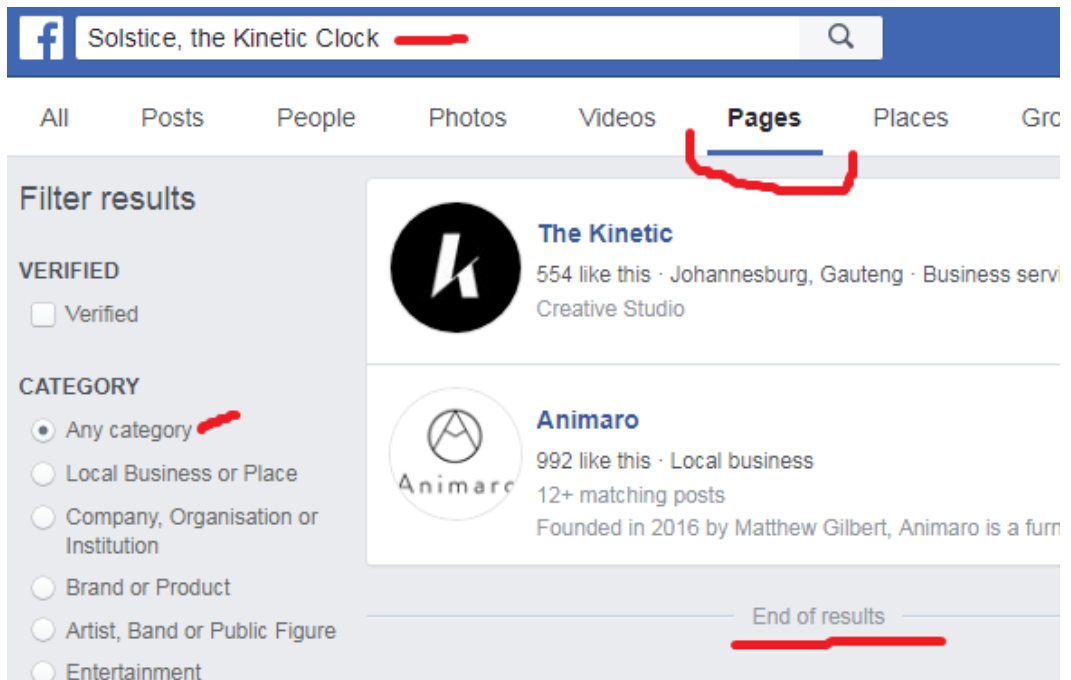 Solstice, the Kinetic Clock
All Posts People Photos Videos Pages Places Gro
Filter results
VERIFIED
Verified
CATEGORY
Any category
Local Business or Place
Company, Organisation or
Institution
Brand or Product
Artist, Band or Public Figure
Entertainment
The Kinetic
554 like this · Johannesburg, Gauteng · Business servi
Creative Studio
Animaro
Animaro
992 like this · Local business
12+ matching posts
Founded in 2016 by Matthew Gilbert, Animaro is a furn
End of results